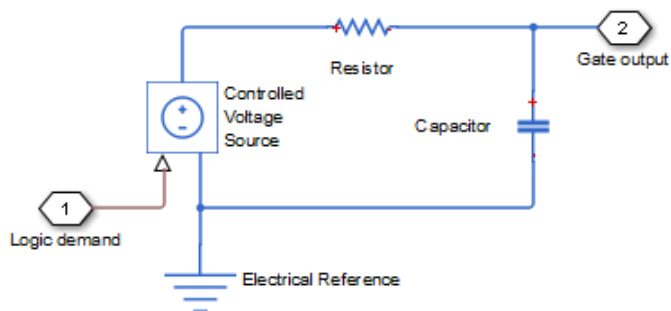 2
Gate output
Resistor
Controlled
Voltage
Source
Capacitor
1
Logic demand
Electrical Reference